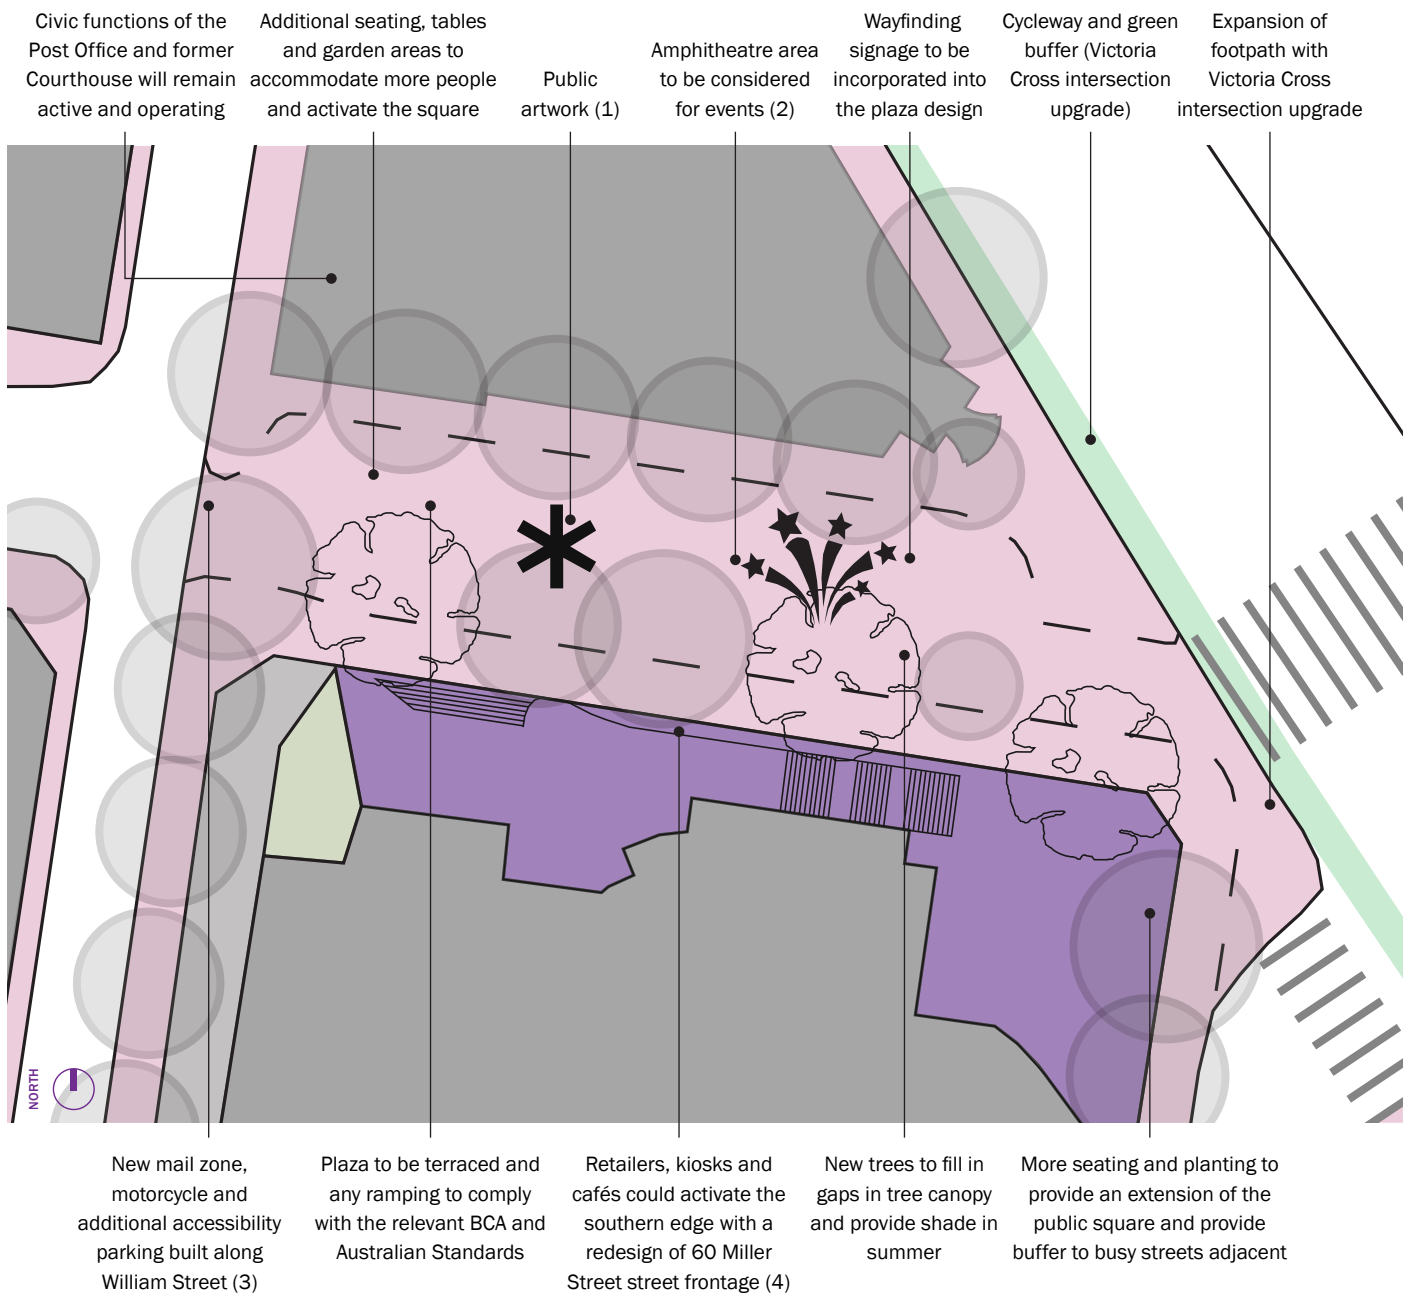 Civic functions of the
Post Office and former
Courthouse will remain
active and operating
Additional seating, tables
and garden areas to
accommodate more people
and activate the square
Public
artwork (1)
Amphitheatre area
to be considered
for events (2)
Wayfinding
signage to be
incorporated into
the plaza design
Cycleway and green
buffer (Victoria
Cross intersection
upgrade)
Expansion of
footpath with
Victoria Cross
intersection upgrade
NORTH
New mail zone,
motorcycle and
additional accessibility
parking built along
William Street (3)
Plaza to be terraced and
any ramping to comply
with the relevant BCA and
Australian Standards
Retailers, kiosks and
cafés could activate the
southern edge with a
redesign of 60 Miller
Street street frontage (4)
New trees to fill in
gaps in tree canopy
and provide shade in
summer
More seating and planting to
provide an extension of the
public square and provide
buffer to busy streets adjacent